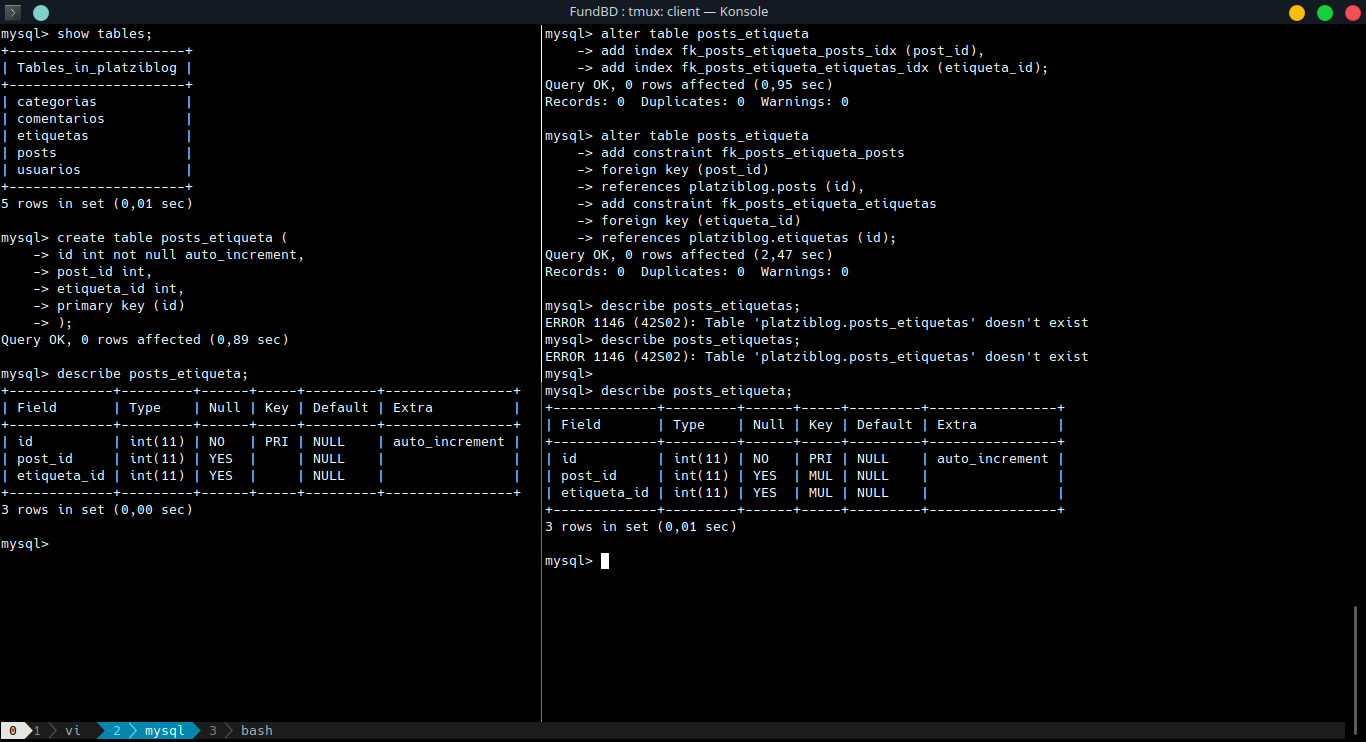 FundBD : tmux: client — Konsole
mysql> show tables;
+----------------------+
| Tables_in_platziblog |
+----------------------+
| categorias           |
| comentarios          |
| etiquetas            |
| posts                |
| usuarios             |
+----------------------+
5 rows in set (0,01 sec)
mysql> create table posts_etiqueta (
    -> id int not null auto_increment,
    -> post_id int,
    -> etiqueta_id int,
    -> primary key (id)
    -> );
Query OK, 0 rows affected (0,89 sec)
mysql> describe posts_etiqueta;
+-------------+---------+------+-----+---------+----------------+
| Field       | Type    | Null | Key | Default | Extra          |
+-------------+---------+------+-----+---------+----------------+
| id          | int(11) | NO   | PRI | NULL    | auto_increment |
| post_id     | int(11) | YES  |     | NULL    |                |
| etiqueta_id | int(11) | YES  |     | NULL    |                |
+-------------+---------+------+-----+---------+----------------+
3 rows in set (0,00 sec)
mysql>
mysql> alter table posts_etiqueta
    -> add index fk_posts_etiqueta_posts_idx (post_id),
    -> add index fk_posts_etiqueta_etiquetas_idx (etiqueta_id);
Query OK, 0 rows affected (0,95 sec)
Records: 0  Duplicates: 0  Warnings: 0
mysql> alter table posts_etiqueta
    -> add constraint fk_posts_etiqueta_posts
    -> foreign key (post_id)
    -> references platziblog.posts (id),
    -> add constraint fk_posts_etiqueta_etiquetas
    -> foreign key (etiqueta_id)
    -> references platziblog.etiquetas (id);
Query OK, 0 rows affected (2,47 sec)
Records: 0  Duplicates: 0  Warnings: 0
mysql> describe posts_etiquetas;
ERROR 1146 (42S02): Table 'platziblog.posts_etiquetas' doesn't exist
mysql> describe posts_etiquetas;
ERROR 1146 (42S02): Table 'platziblog.posts_etiquetas' doesn't exist
mysql>
mysql> describe posts_etiqueta;
+-------------+---------+------+-----+---------+----------------+
| Field       | Type    | Null | Key | Default | Extra          |
+-------------+---------+------+-----+---------+----------------+
| id          | int(11) | NO   | PRI | NULL    | auto_increment |
| post_id     | int(11) | YES  | MUL | NULL    |                |
| etiqueta_id | int(11) | YES  | MUL | NULL    |                |
+-------------+---------+------+-----+---------+----------------+
3 rows in set (0,01 sec)
mysql>
0 1 vi 2 mysql 3 bash